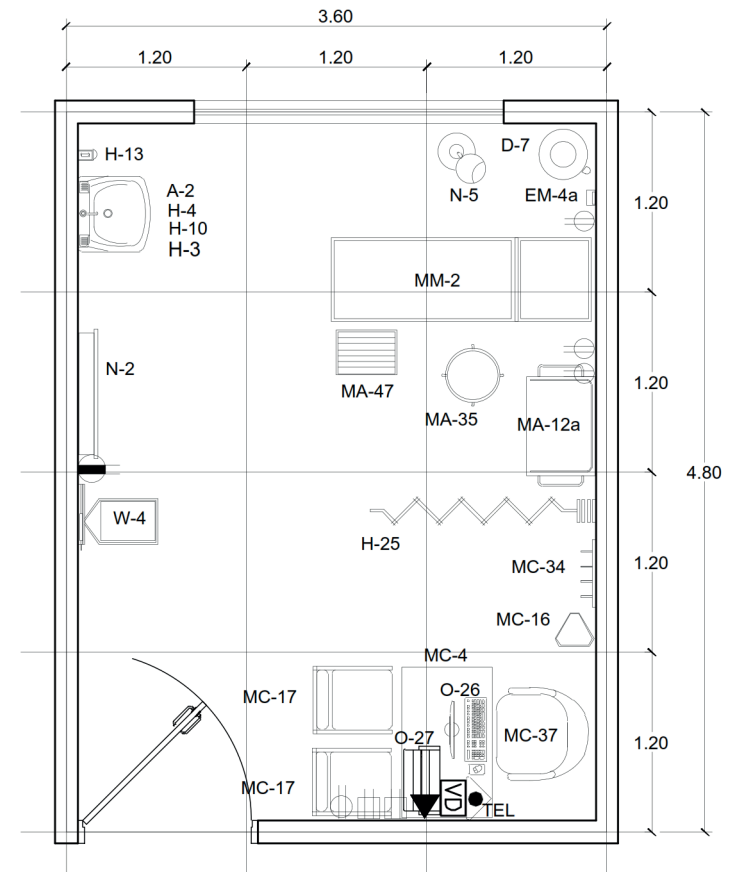 3.60
1.20 1.20 1.20
H-13
D-7
A-2
H-4
H-10
H-3
N-5
EM-4a
1.20
MM-2
N-2
MA-47
MA-35
MA-12a
1.20
4.80
W-4
H-25
MC-34
MC-16
1.20
MC-4
MC-17
O-26
MC-37
O-27
1.20
MC-17
VD
TEL